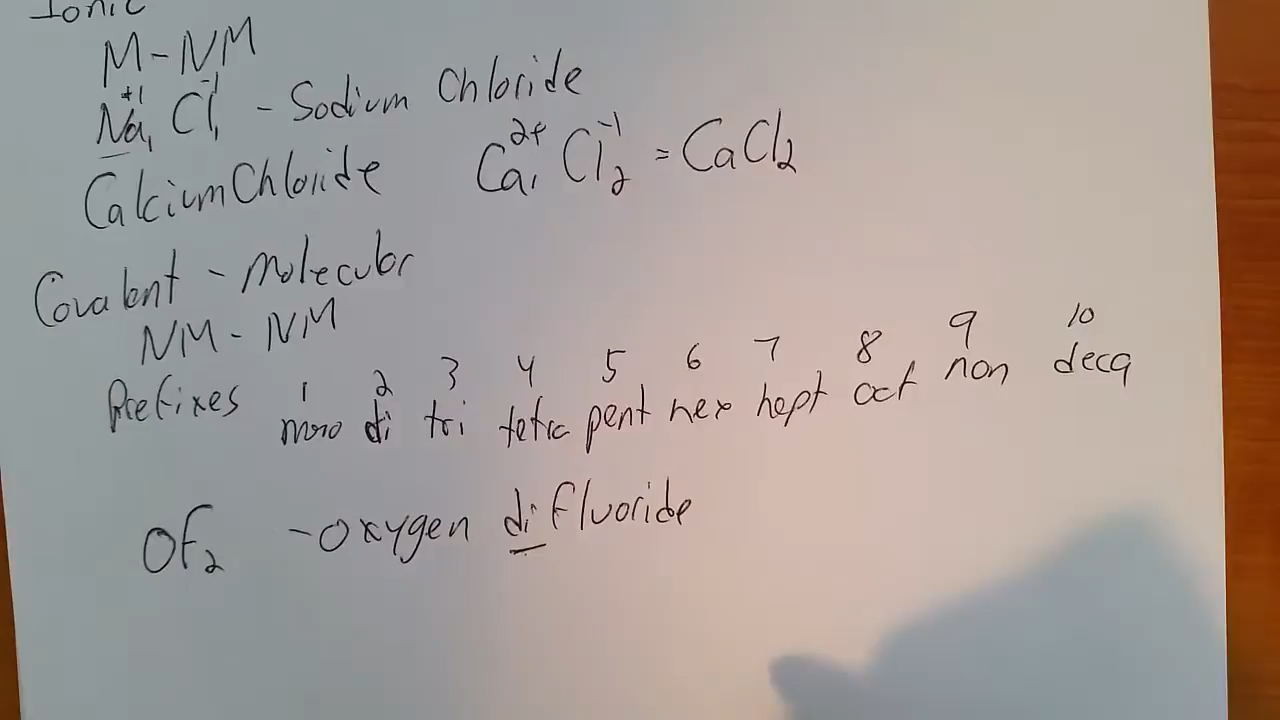 Ionic
M-NM
Na₁⁺¹ Cl₁⁻¹ - Sodium Chloride
Calcium Chloride Ca₁²⁺ Cl₂⁻¹ = CaCl₂
Covalent - molecular
NM - NM
1 2 3 4 5 6 7 8 9 10
Prefixes mono di tri tetra pent hex hept oct non deca
OF₂ - oxygen difluoride